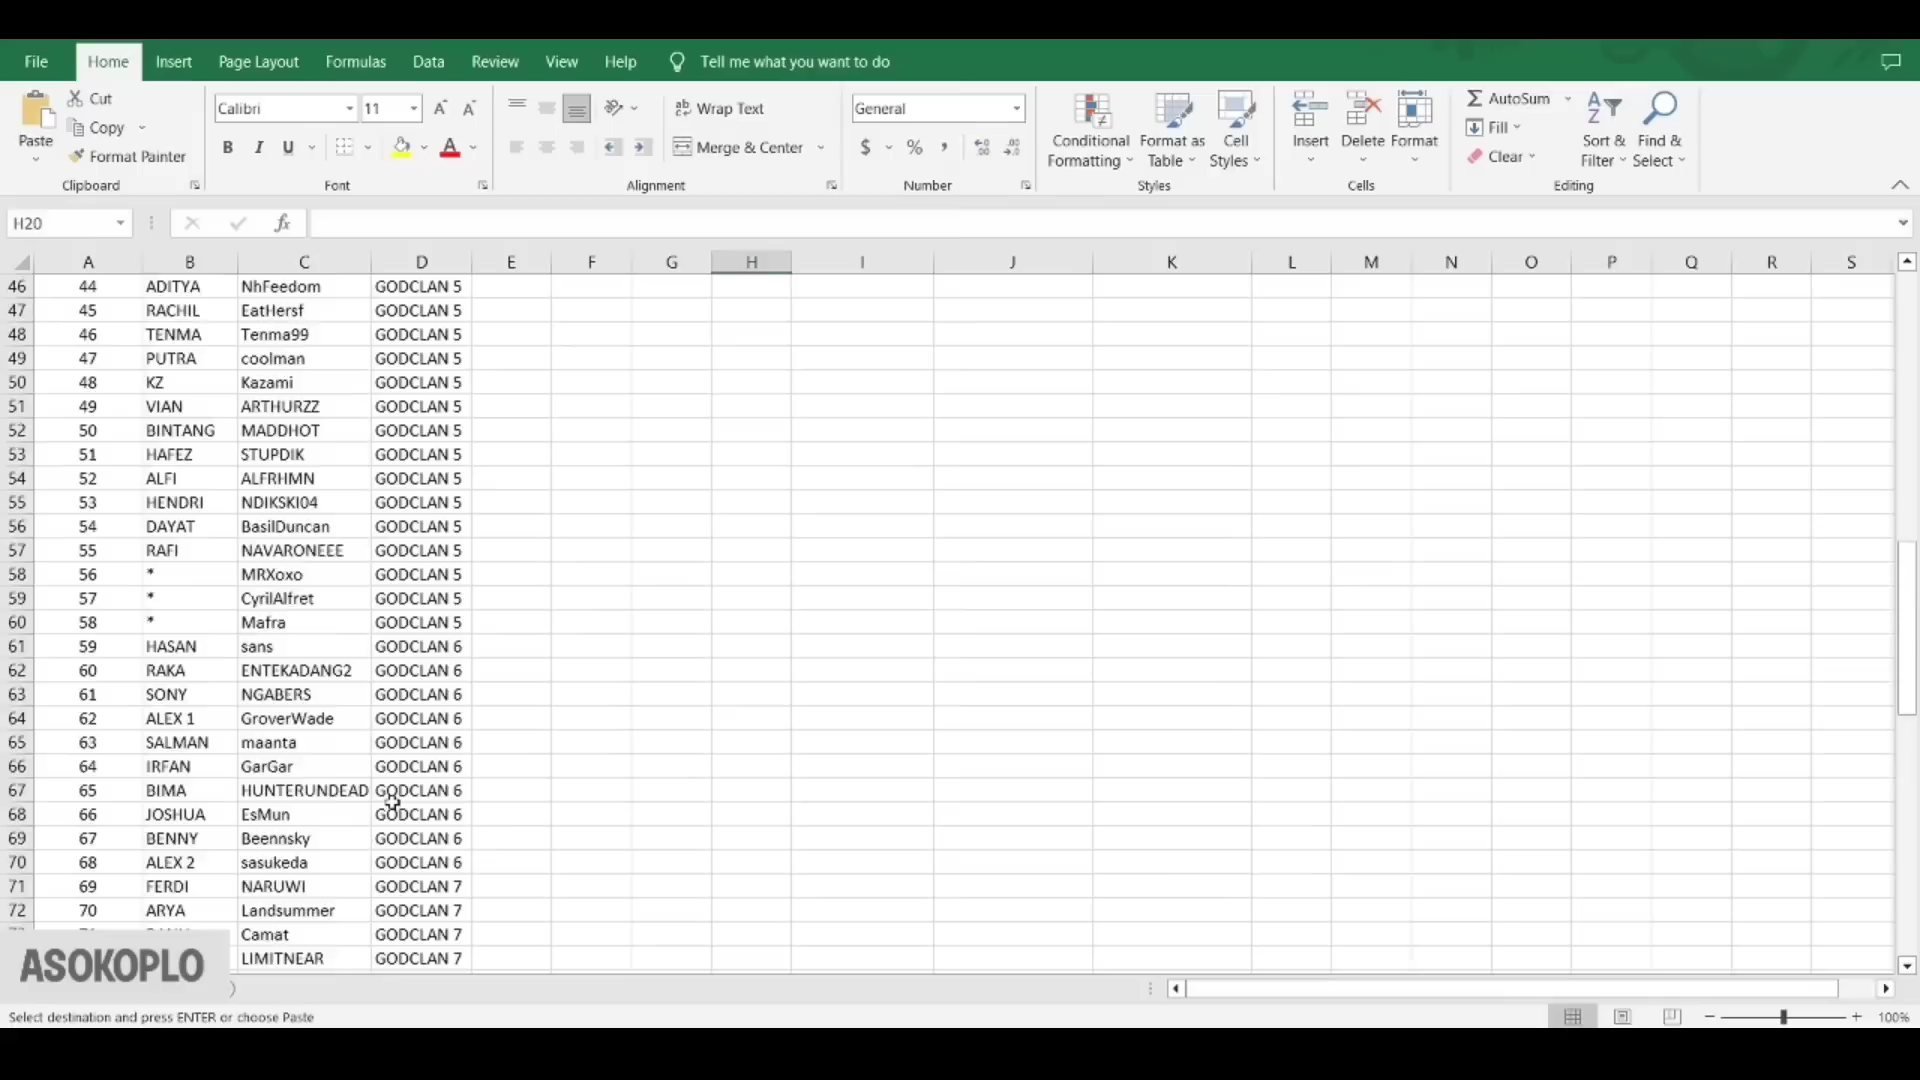 File Home Insert Page Layout Formulas Data Review View Help Tell me what you want to do
Paste Cut Copy Format Painter Clipboard
Calibri 11 B I U Font
Wrap Text Merge & Center Alignment
General $ % , Number
Conditional Formatting Format as Table Cell Styles Styles
Insert Delete Format Cells
AutoSum Fill Clear Sort & Filter Find & Select Editing
H20 fx
A B C D E F G H I J K L M N O P Q R S
46 44 ADITYA NhFeedom GODCLAN 5
47 45 RACHIL EatHersf GODCLAN 5
48 46 TENMA Tenma99 GODCLAN 5
49 47 PUTRA coolman GODCLAN 5
50 48 KZ Kazami GODCLAN 5
51 49 VIAN ARTHURZZ GODCLAN 5
52 50 BINTANG MADDHOT GODCLAN 5
53 51 HAFEZ STUPDIK GODCLAN 5
54 52 ALFI ALFRHMN GODCLAN 5
55 53 HENDRI NDIKSKI04 GODCLAN 5
56 54 DAYAT BasilDuncan GODCLAN 5
57 55 RAFI NAVARONEEE GODCLAN 5
58 56 * MRXoxo GODCLAN 5
59 57 * CyrilAlfret GODCLAN 5
60 58 * Mafra GODCLAN 5
61 59 HASAN sans GODCLAN 6
62 60 RAKA ENTEKADANG2 GODCLAN 6
63 61 SONY NGABERS GODCLAN 6
64 62 ALEX 1 GroverWade GODCLAN 6
65 63 SALMAN maanta GODCLAN 6
66 64 IRFAN GarGar GODCLAN 6
67 65 BIMA HUNTERUNDEAD GODCLAN 6
68 66 JOSHUA EsMun GODCLAN 6
69 67 BENNY Beennsky GODCLAN 6
70 68 ALEX 2 sasukeda GODCLAN 6
71 69 FERDI NARUWI GODCLAN 7
72 70 ARYA Landsummer GODCLAN 7
Camat GODCLAN 7
LIMITNEAR GODCLAN 7
ASOKOPLO
Select destination and press ENTER or choose Paste
100%